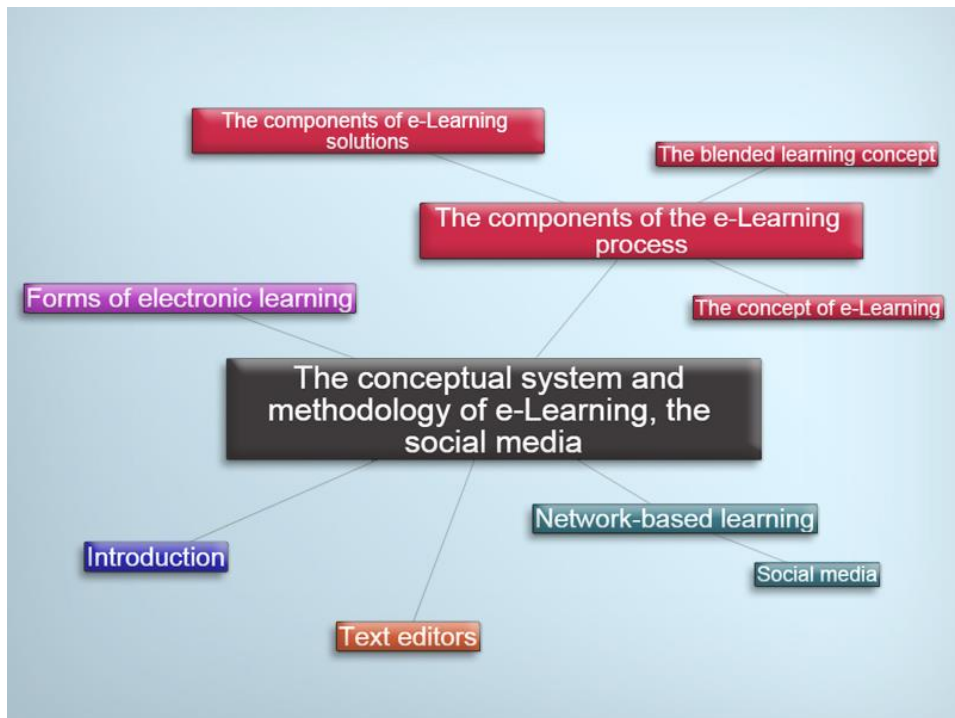 The components of e-Learning
solutions
The blended learning concept
The components of the e-Learning
process
Forms of electronic learning
The concept of e-Learning
The conceptual system and
methodology of e-Learning, the
social media
Network-based learning
Introduction
Social media
Text editors